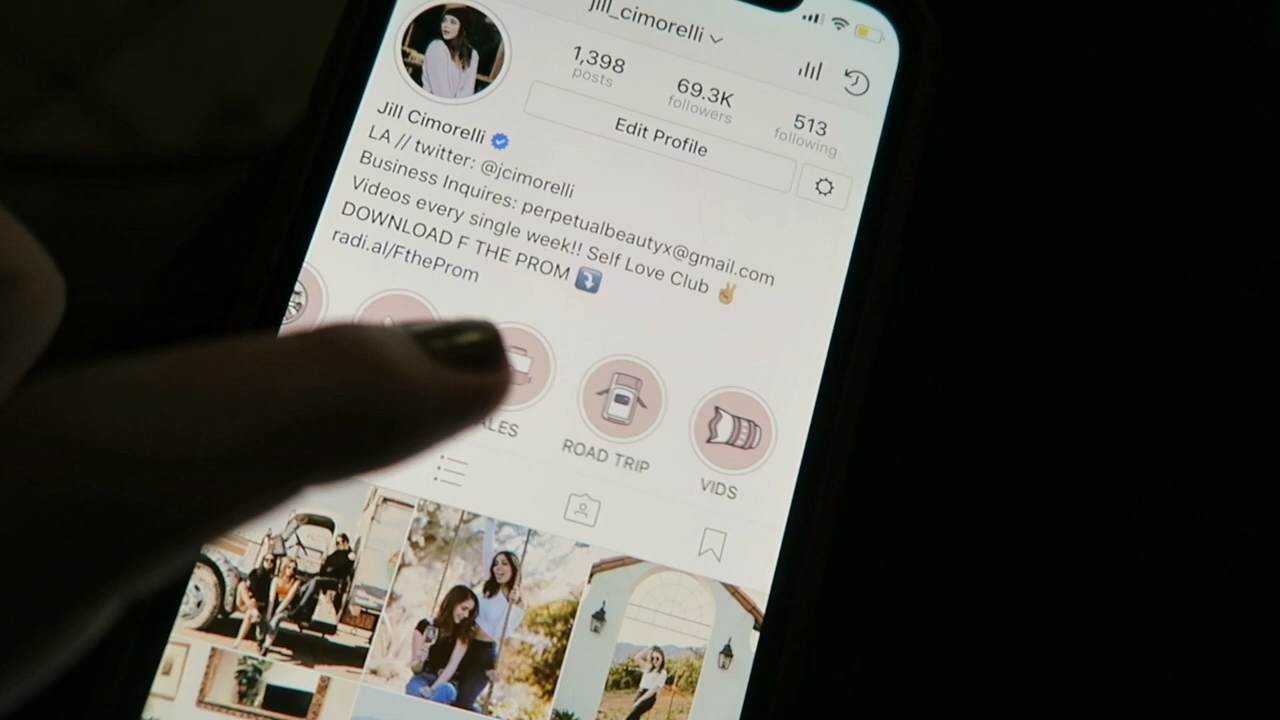 jill_cimorelli
1,398 posts
69.3K followers
513 following
Edit Profile
Jill Cimorelli
LA // twitter: @jcimorelli
Business Inquires: perpetualbeautyx@gmail.com
Videos every single week!! Self Love Club ✌🏽
DOWNLOAD F THE PROM ⤵️
radi.al/FtheProm
ROAD TRIP
VIDS